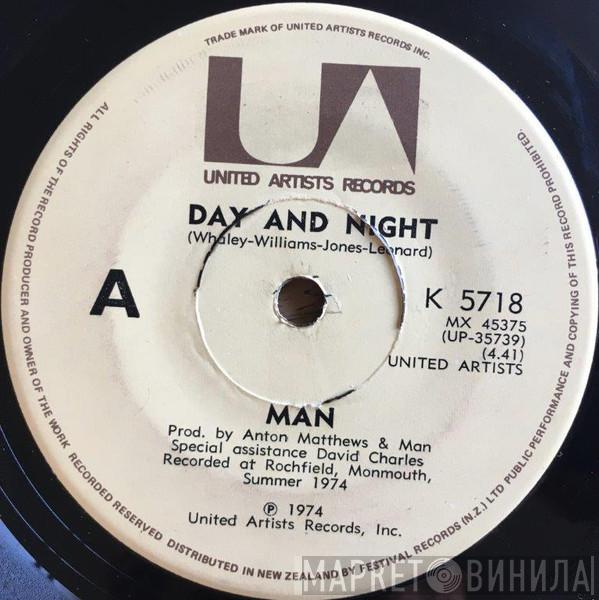 TRADE MARK OF UNITED ARTISTS RECORDS INC.
UA
UNITED ARTISTS RECORDS
DAY AND NIGHT
(Whaley-Williams-Jones-Leonard)
A
K 5718
MX 45375
(UP-35739)
(4.41)
UNITED ARTISTS
MAN
Prod. by Anton Matthews & Man
Special assistance David Charles
Recorded at Rochfield, Monmouth,
Summer 1974
℗ 1974
United Artists Records, Inc.
ALL RIGHTS OF THE RECORD PRODUCER AND OWNER OF THE WORK RECORDED RESERVED DISTRIBUTED IN NEW ZEALAND BY FESTIVAL RECORDS (N.Z.) LTD PUBLIC PERFORMANCE AND COPYING OF THIS RECORD PROHIBITED.
МАРКЕТ ВИНИЛА